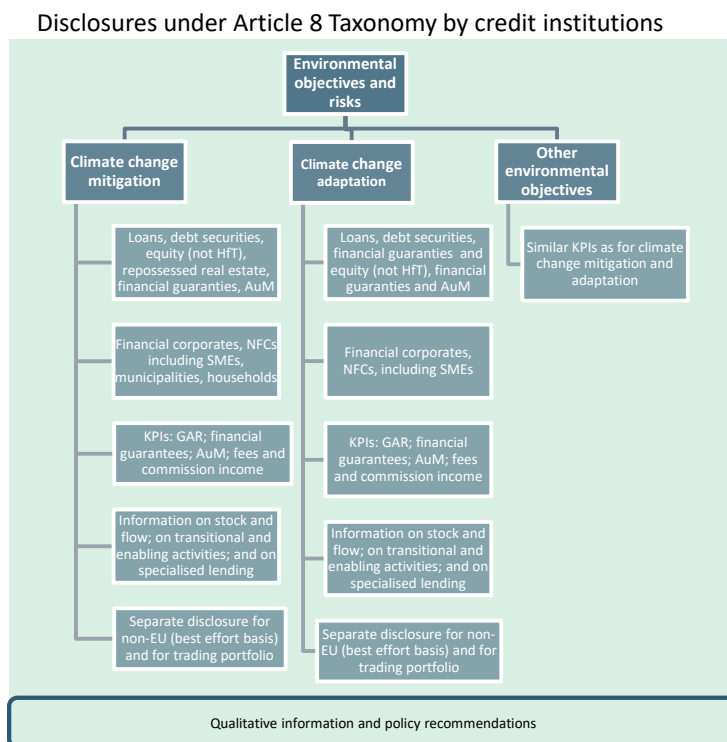 Disclosures under Article 8 Taxonomy by credit institutions
Environmental
objectives and
risks
Climate change
mitigation
Climate change
adaptation
Other
environmental
objectives
Loans, debt securities,
equity (not HfT),
repossessed real estate,
financial guaranties, AuM
Loans, debt securities,
financial guaranties and
equity (not HfT), financial
guaranties and AuM
Similar KPIs as for climate
change mitigation and
adaptation
Financial corporates, NFCs
including SMEs,
municipalities, households
Financial corporates,
NFCs, including SMEs
KPIs: GAR; financial
guarantees; AuM; fees and
commission income
KPIs: GAR; financial
guarantees; AuM; fees
and commission income
Information on stock and
flow; on transitional and
enabling activities; and on
specialised lending
Information on stock and
flow; on transitional and
enabling activities; and on
specialised lending
Separate disclosure for
non-EU (best effort basis)
and for trading portfolio
Separate disclosure for non-
EU (best effort basis) and for
trading portfolio
Qualitative information and policy recommendations